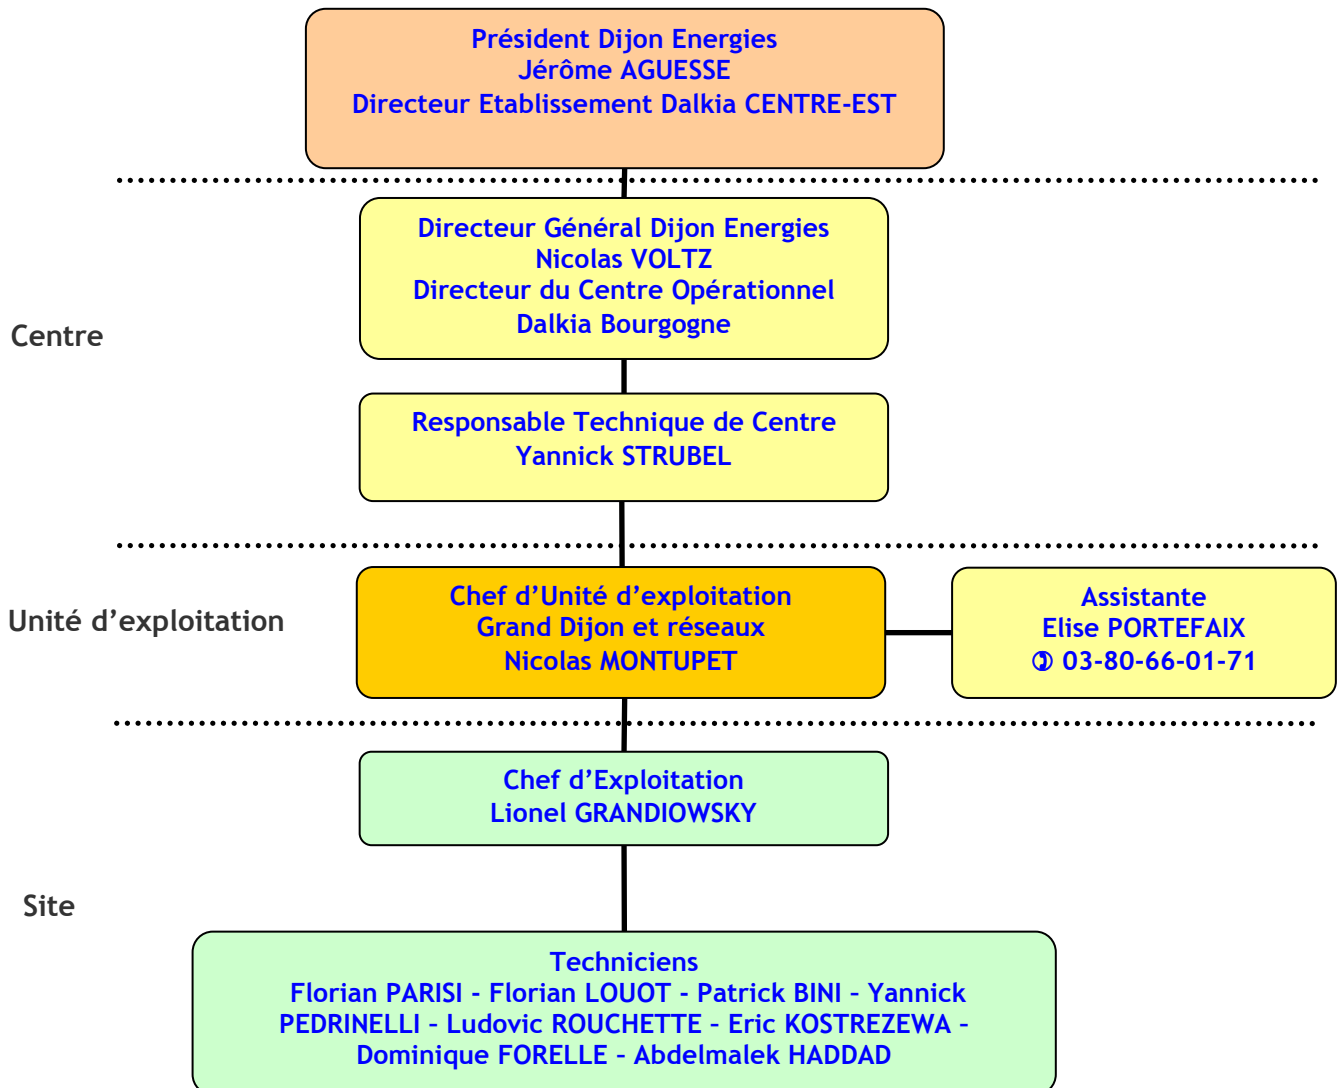 Président Dijon Energies
Jérôme AGUESSE
Directeur Etablissement Dalkia CENTRE-EST
Directeur Général Dijon Energies
Nicolas VOLTZ
Directeur du Centre Opérationnel
Dalkia Bourgogne
Centre
Responsable Technique de Centre
Yannick STRUBEL
Unité d’exploitation
Chef d’Unité d’exploitation
Grand Dijon et réseaux
Nicolas MONTUPET
Assistante
Elise PORTEFAIX
✆ 03-80-66-01-71
Chef d’Exploitation
Lionel GRANDIOWSKY
Site
Techniciens
Florian PARISI - Florian LOUOT - Patrick BINI – Yannick
PEDRINELLI – Ludovic ROUCHETTE – Eric KOSTREZEWA –
Dominique FORELLE – Abdelmalek HADDAD